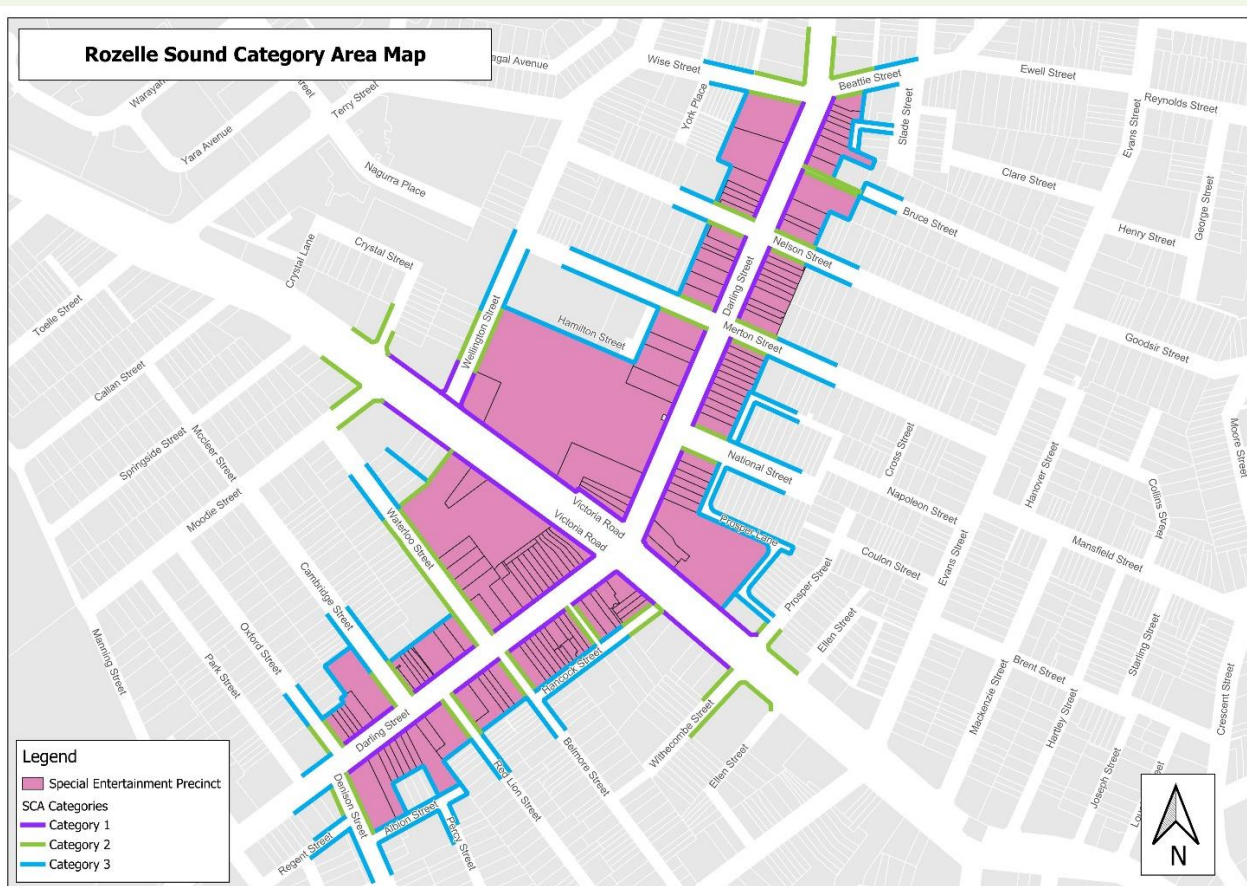 Rozelle Sound Category Area Map
Wise Street
Beattie Street
Ewell Street
Reynolds Street
Terry Street
Yara Avenue
York Place
Slade Street
Evans Street
George Street
Nagurra Place
Clare Street
Crystal Lane
Crystal Street
Bruce Street
Henry Street
Nelson Street
Darling Street
Toelle Street
Wellington Street
Hamilton Street
Merton Street
Goodsir Street
Callan Street
Springside Street
Mccleer Street
Moodie Street
National Street
Cross Street
Napoleon Street
Hanover Street
Collins Street
Moore Street
Waterloo Street
Victoria Road
Victoria Road
Prosper Lane
Prosper Street
Coulon Street
Evans Street
Mansfield Street
Cambridge Street
Oxford Street
Park Street
Manning Street
Ellen Street
Hancock Street
Brent Street
Starling Street
Mackenzie Street
Hartley Street
Crescent Street
Darling Street
Withecombe Street
Ellen Street
Belmore Street
Red Lion Street
Denison Street
Albion Street
Percy Street
Regent Street
Joseph Street
Legend
Special Entertainment Precinct
SCA Categories
Category 1
Category 2
Category 3
N